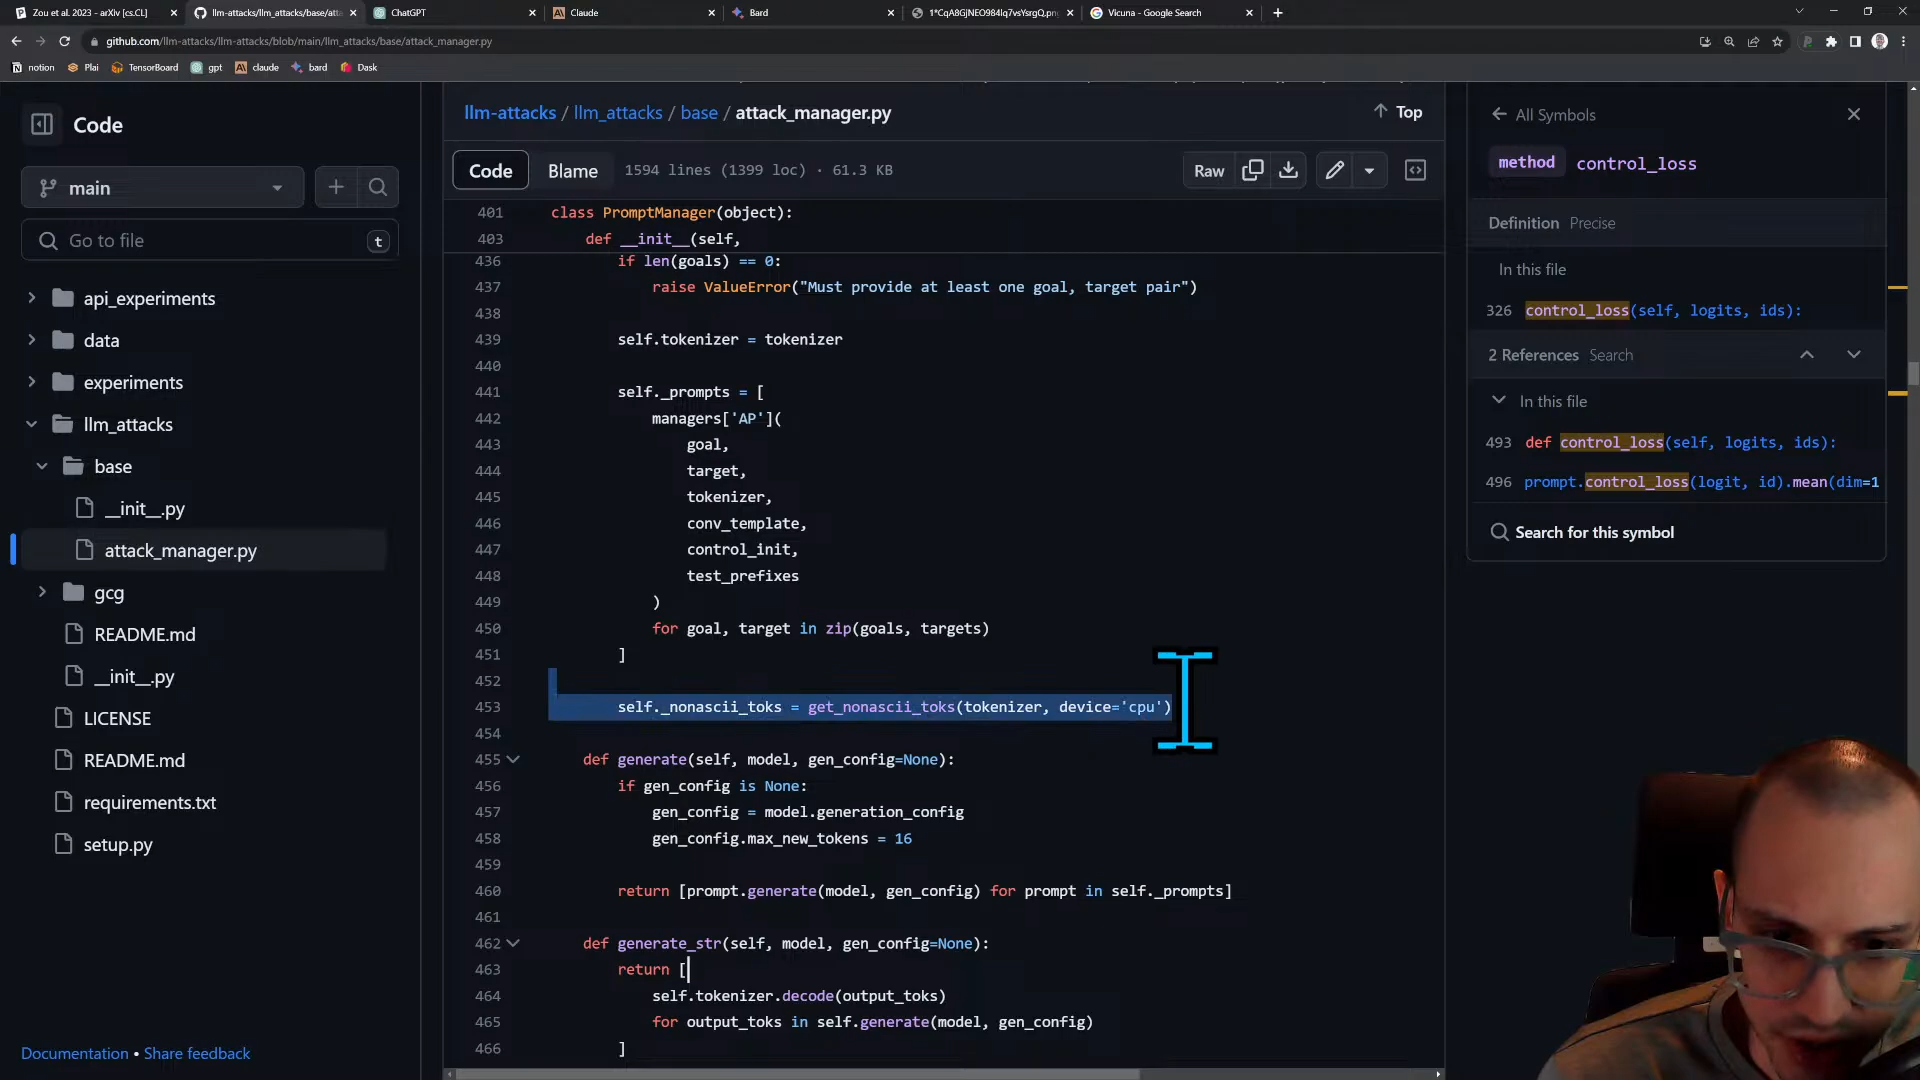 Zou et al. 2023 - arXiv [cs.CL]
llm-attacks/llm_attacks/base/atta
ChatGPT
Claude
Bard
1*CqA8GjNEO984Iq7vsYsrgQ.pn
Vicuna - Google Search
github.com/llm-attacks/llm-attacks/blob/main/llm_attacks/base/attack_manager.py
notion
Plai
TensorBoard
gpt
claude
bard
Dask
Code
main
Go to file
t
api_experiments
data
experiments
llm_attacks
base
__init__.py
attack_manager.py
gcg
README.md
__init__.py
LICENSE
README.md
requirements.txt
setup.py
Documentation • Share feedback
llm-attacks / llm_attacks / base / attack_manager.py
Top
Code
Blame
1594 lines (1399 loc) · 61.3 KB
Raw
401 class PromptManager(object):
403 def __init__(self,
436 if len(goals) == 0:
437 raise ValueError("Must provide at least one goal, target pair")
438
439 self.tokenizer = tokenizer
440
441 self._prompts = [
442 managers['AP'](
443 goal,
444 target,
445 tokenizer,
446 conv_template,
447 control_init,
448 test_prefixes
449 )
450 for goal, target in zip(goals, targets)
451 ]
452
453 self._nonascii_toks = get_nonascii_toks(tokenizer, device='cpu')
454
455 def generate(self, model, gen_config=None):
456 if gen_config is None:
457 gen_config = model.generation_config
458 gen_config.max_new_tokens = 16
459
460 return [prompt.generate(model, gen_config) for prompt in self._prompts]
461
462 def generate_str(self, model, gen_config=None):
463 return [
464 self.tokenizer.decode(output_toks)
465 for output_toks in self.generate(model, gen_config)
466 ]
All Symbols
method control_loss
Definition Precise
In this file
326 control_loss(self, logits, ids):
2 References Search
In this file
493 def control_loss(self, logits, ids):
496 prompt.control_loss(logit, id).mean(dim=1
Search for this symbol